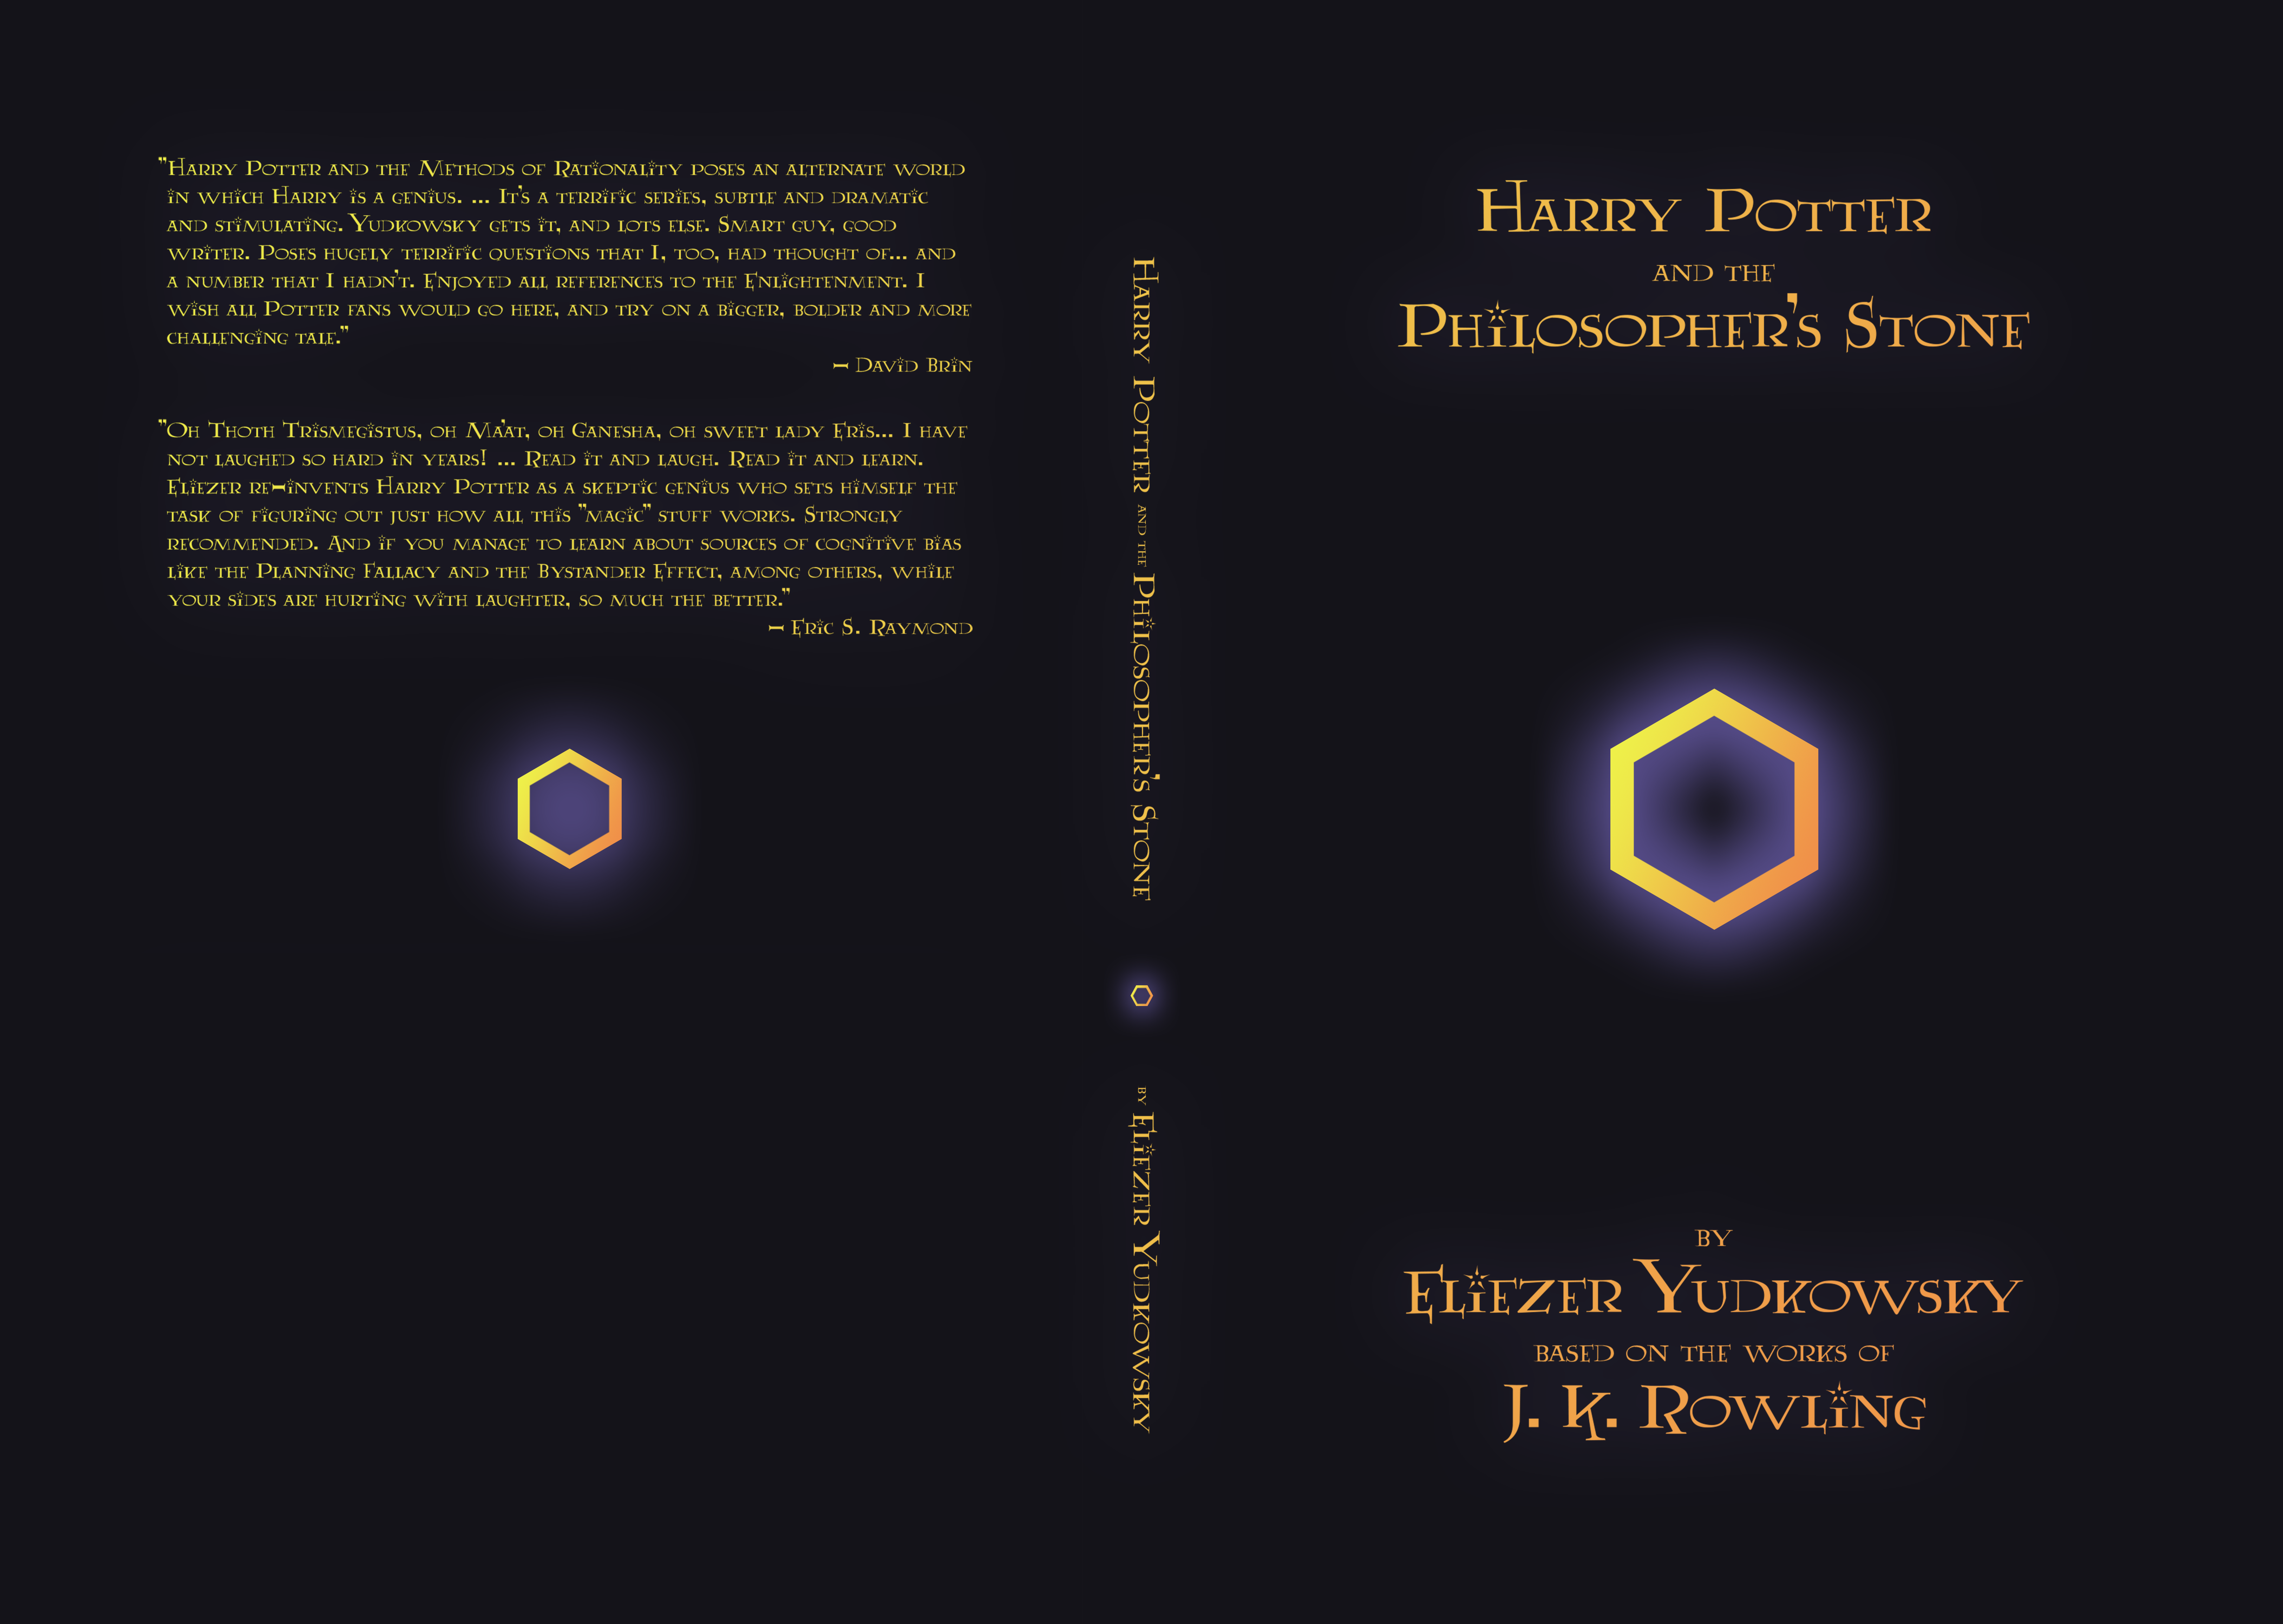 "Harry Potter and the Methods of Rationality poses an alternate world
in which Harry is a genius. ... It's a terrific series, subtle and dramatic
and stimulating. Yudkowsky gets it, and lots else. Smart guy, good
writer. Poses hugely terrific questions that I, too, had thought of... and
a number that I hadn't. Enjoyed all references to the Enlightenment. I
wish all Potter fans would go here, and try on a bigger, bolder and more
challenging tale."
- David Brin
"Oh Thoth Trismegistus, oh Ma'at, oh Ganesha, oh sweet lady Eris... I have
not laughed so hard in years! ... Read it and laugh. Read it and learn.
Eliezer re-invents Harry Potter as a skeptic genius who sets himself the
task of figuring out just how all this "magic" stuff works. Strongly
recommended. And if you manage to learn about sources of cognitive bias
like the Planning Fallacy and the Bystander Effect, among others, while
your sides are hurting with laughter, so much the better."
- Eric S. Raymond
Harry Potter and the Philosopher's Stone
by Eliezer Yudkowsky
Harry Potter
and the
Philosopher's Stone
by
Eliezer Yudkowsky
based on the works of
J. K. Rowling